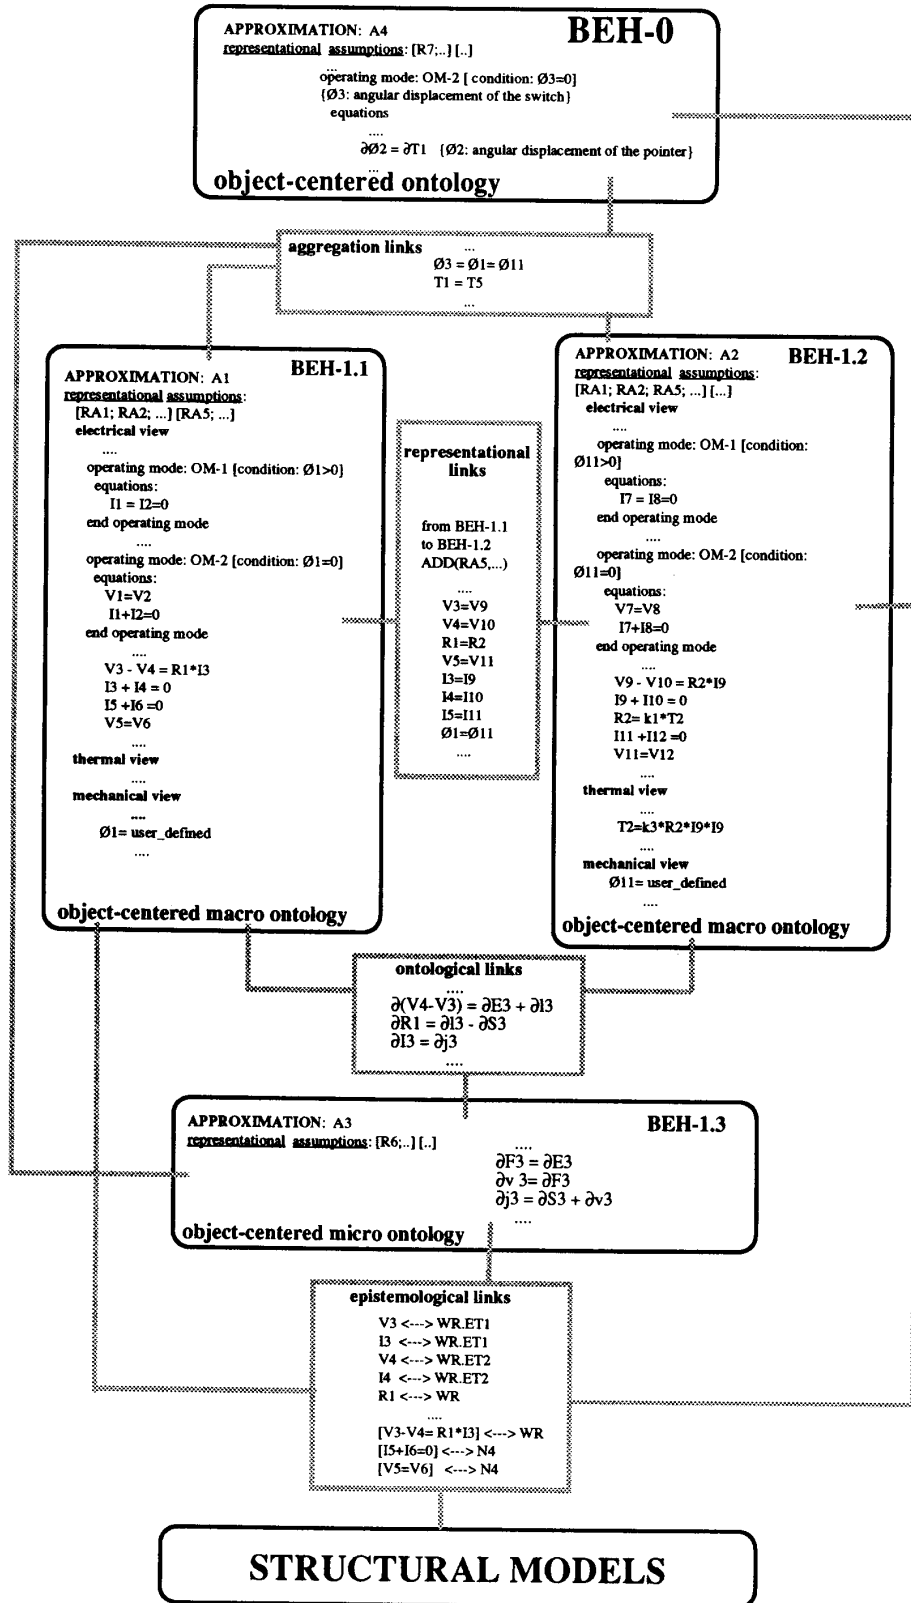 BEH-0
APPROXIMATION: A4
representational assumptions: [R7;..] [..]
...
operating mode: OM-2 [ condition: Ø3=0]
{Ø3: angular displacement of the switch}
equations
....
∂Ø2 = ∂T1 {Ø2: angular displacement of the pointer}
...
object-centered ontology
aggregation links
...
Ø3 = Ø1= Ø11
T1 = T5
...
BEH-1.1
APPROXIMATION: A1
representational assumptions:
[RA1; RA2; ...] [RA5; ...]
electrical view
....
operating mode: OM-1 [condition: Ø1>0}
equations:
I1 = I2=0
end operating mode
....
operating mode: OM-2 [condition: Ø1=0]
equations:
V1=V2
I1+I2=0
end operating mode
....
V3 - V4 = R1*I3
I3 + I4 = 0
I5 +I6 =0
V5=V6
....
thermal view
....
mechanical view
....
Ø1= user_defined
....
object-centered macro ontology
representational
links
from BEH-1.1
to BEH-1.2
ADD(RA5,...)
....
V3=V9
V4=V10
R1=R2
V5=V11
I3=I9
I4=I10
I5=I11
Ø1=Ø11
....
BEH-1.2
APPROXIMATION: A2
representational assumptions:
[RA1; RA2; RA5; ...] [...]
electrical view
....
operating mode: OM-1 [condition:
Ø11>0]
equations:
I7 = I8=0
end operating mode
....
operating mode: OM-2 [condition:
Ø11=0]
equations:
V7=V8
I7+I8=0
end operating mode
....
V9 - V10 = R2*I9
I9 + I10 = 0
R2= k1*T2
I11 +I12 =0
V11=V12
....
thermal view
....
T2=k3*R2*I9*I9
....
mechanical view
Ø11= user_defined
....
object-centered macro ontology
ontological links
....
∂(V4-V3) = ∂E3 + ∂l3
∂R1 = ∂l3 - ∂S3
∂I3 = ∂j3
....
BEH-1.3
APPROXIMATION: A3
representational assumptions: [R6;..] [..]
....
∂F3 = ∂E3
∂v 3= ∂F3
∂j3 = ∂S3 + ∂v3
....
object-centered micro ontology
epistemological links
V3 <---> WR.ET1
I3 <---> WR.ET1
V4 <---> WR.ET2
I4 <---> WR.ET2
R1 <---> WR
....
[V3-V4= R1*I3] <---> WR
[I5+I6=0] <---> N4
[V5=V6] <---> N4
STRUCTURAL MODELS